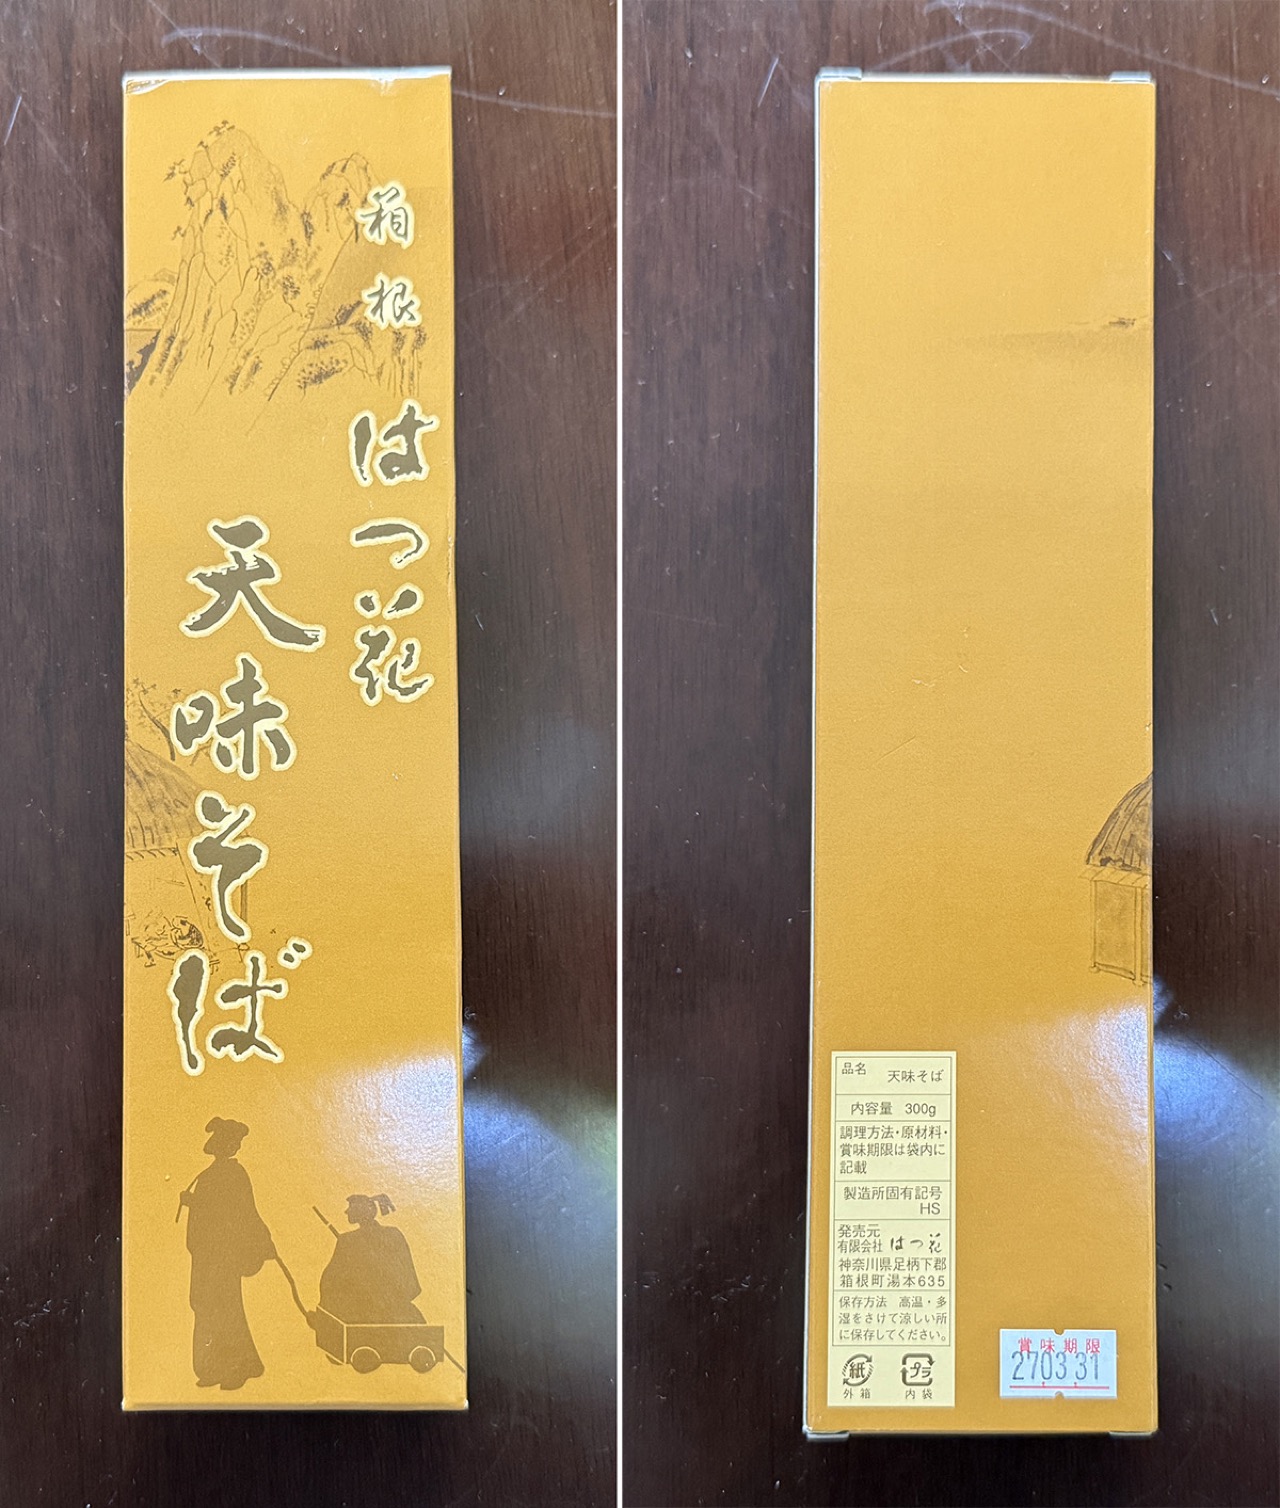 箱根
はつ花
天味そば
品名 天味そば
内容量 300g
調理方法・原材料・
賞味期限は袋内に
記載
製造所固有記号
HS
発売元
有限会社 はつ花
神奈川県足柄下郡
箱根町湯本635
保存方法 高温・多
湿をさけて涼しい所
に保存してください。
紙
外箱
プラ
内袋
賞味期限
27.03.31